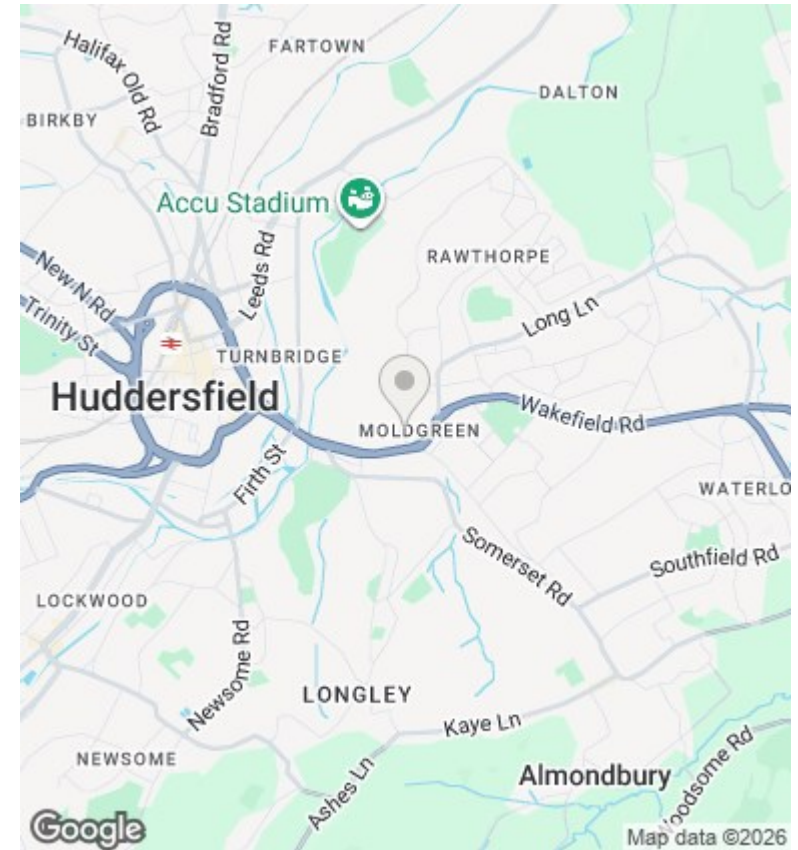 Halifax Old Rd
Bradford Rd
FARTOWN
DALTON
BIRKBY
Accu Stadium
Leeds Rd
RAWTHORPE
New N Rd
Trinity St
Long Ln
TURNBRIDGE
Huddersfield
Wakefield Rd
MOLDGREEN
Firth St
WATERLO
Somerset Rd
Southfield Rd
LOCKWOOD
Newsome Rd
LONGLEY
Kaye Ln
NEWSOME
Ashes Ln
Almondbury
Woodsome Rd
Google
Map data ©2026